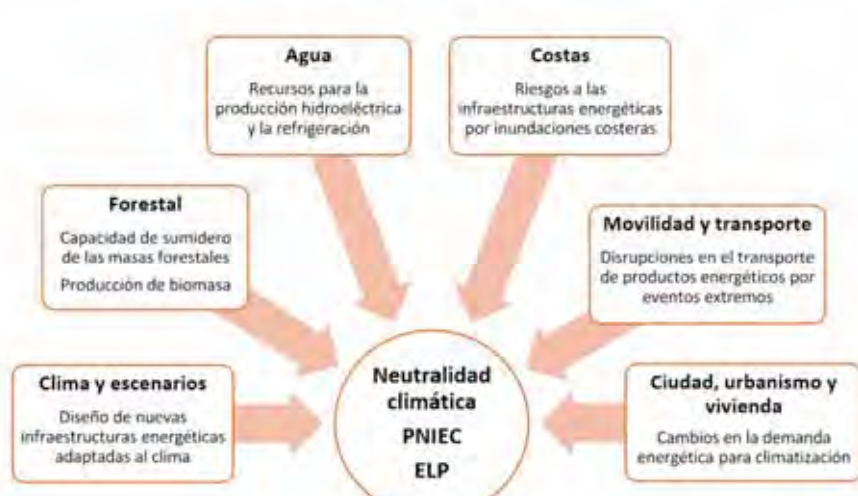 Agua
Recursos para la
producción hidroeléctrica
y la refrigeración
Costas
Riesgos a las
infraestructuras energéticas
por inundaciones costeras
Forestal
Capacidad de sumidero
de las masas forestales
Producción de biomasa
Movilidad y transporte
Disrupciones en el transporte
de productos energéticos por
eventos extremos
Clima y escenarios
Diseño de nuevas
infraestructuras energéticas
adaptadas al clima
Neutralidad
climática
PNIEC
ELP
Ciudad, urbanismo y
vivienda
Cambios en la demanda
energética para climatización